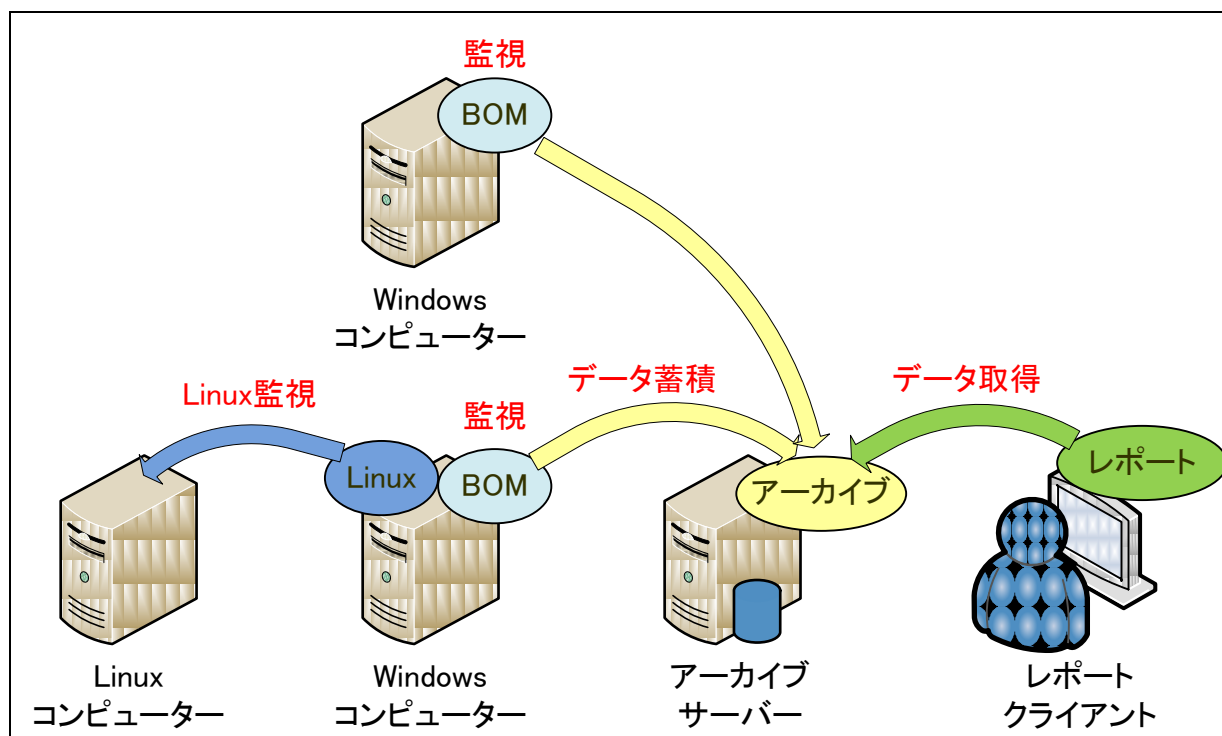 監視
BOM
Windows
コンピューター
Linux監視
データ蓄積
データ取得
監視
Linux
BOM
アーカイブ
レポート
Linux
コンピューター
Windows
コンピューター
アーカイブ
サーバー
レポート
クライアント